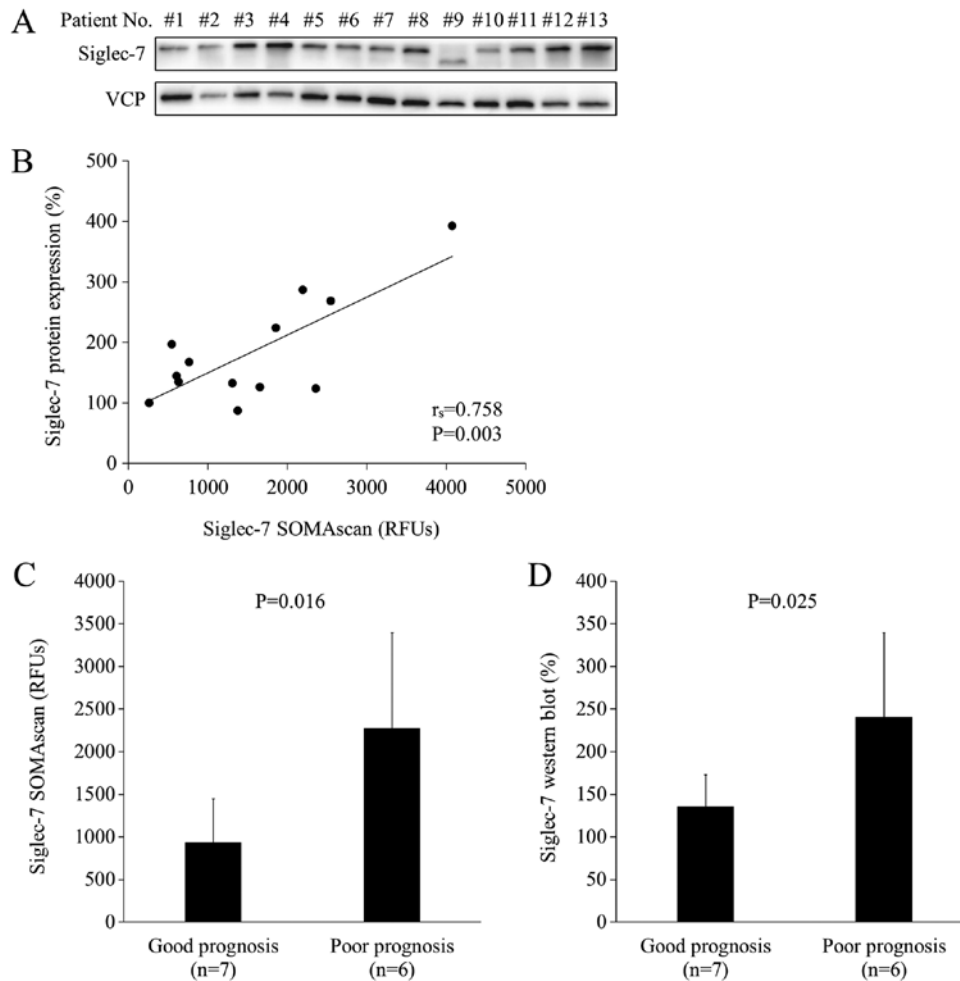 A
Patient No. #1 #2 #3 #4 #5 #6 #7 #8 #9 #10 #11 #12 #13
Siglec-7
VCP
B
Siglec-7 protein expression (%)
500
400
300
200
100
0
rs=0.758
P=0.003
0 1000 2000 3000 4000 5000
Siglec-7 SOMAscan (RFUs)
C
Siglec-7 SOMAscan (RFUs)
4000
3500
3000
2500
2000
1500
1000
500
0
P=0.016
Good prognosis Poor prognosis
(n=7) (n=6)
D
Siglec-7 western blot (%)
400
350
300
250
200
150
100
50
0
P=0.025
Good prognosis Poor prognosis
(n=7) (n=6)